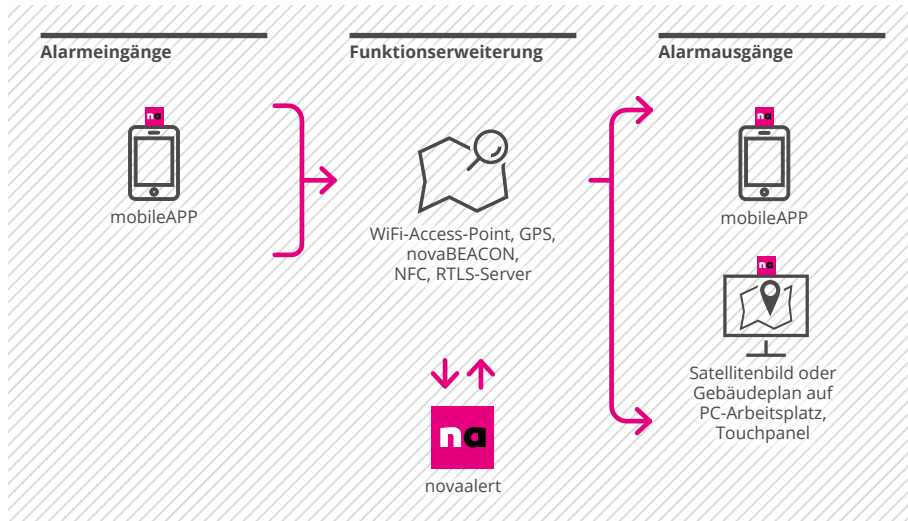 Alarmeingänge
Funktionserweiterung
Alarmausgänge
na
mobileAPP
WiFi-Access-Point, GPS,
novaBEACON,
NFC, RTLS-Server
na
mobileAPP
na
Satellitenbild oder
Gebäudeplan auf
PC-Arbeitsplatz,
Touchpanel
na
novaalert